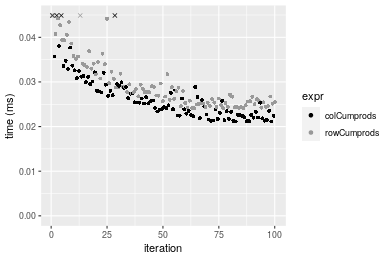 0.04
0.03
0.02
0.01
0.00
time (ms)
0
25
50
75
100
iteration
expr
colCumprods
rowCumprods